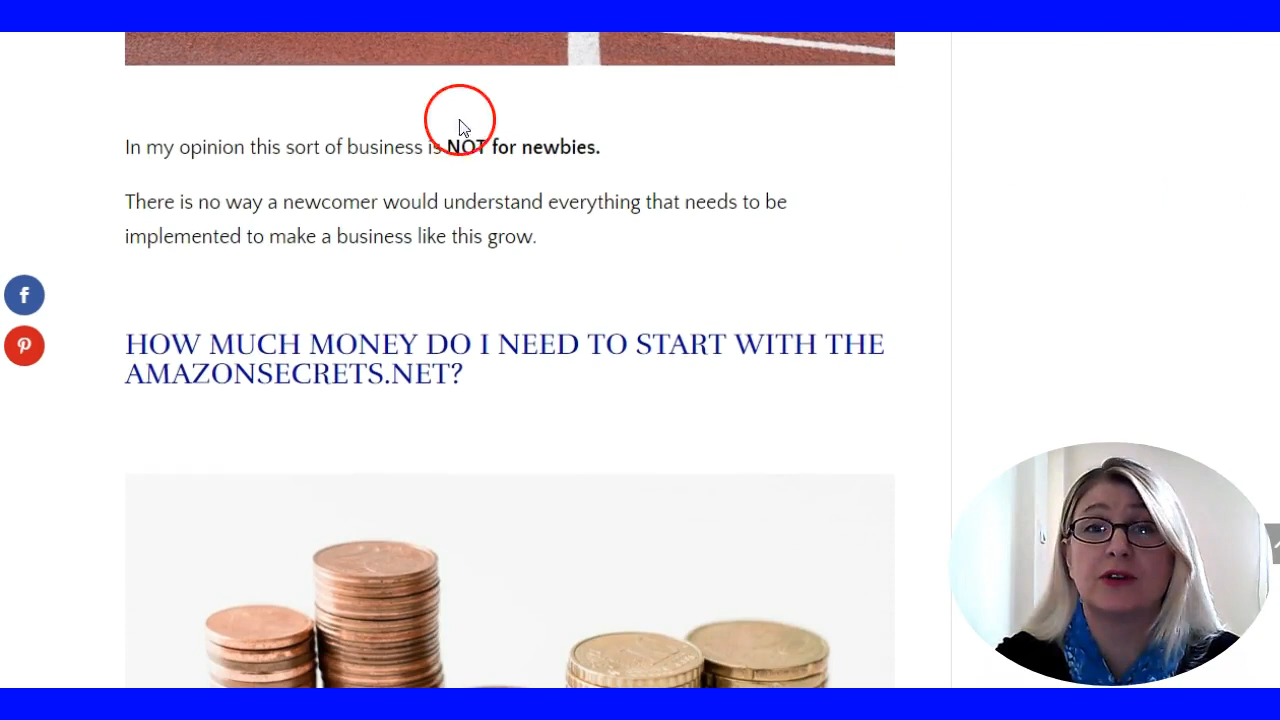 In my opinion this sort of business is NOT for newbies.
There is no way a newcomer would understand everything that needs to be
implemented to make a business like this grow.
HOW MUCH MONEY DO I NEED TO START WITH THE
AMAZONSECRETS.NET?